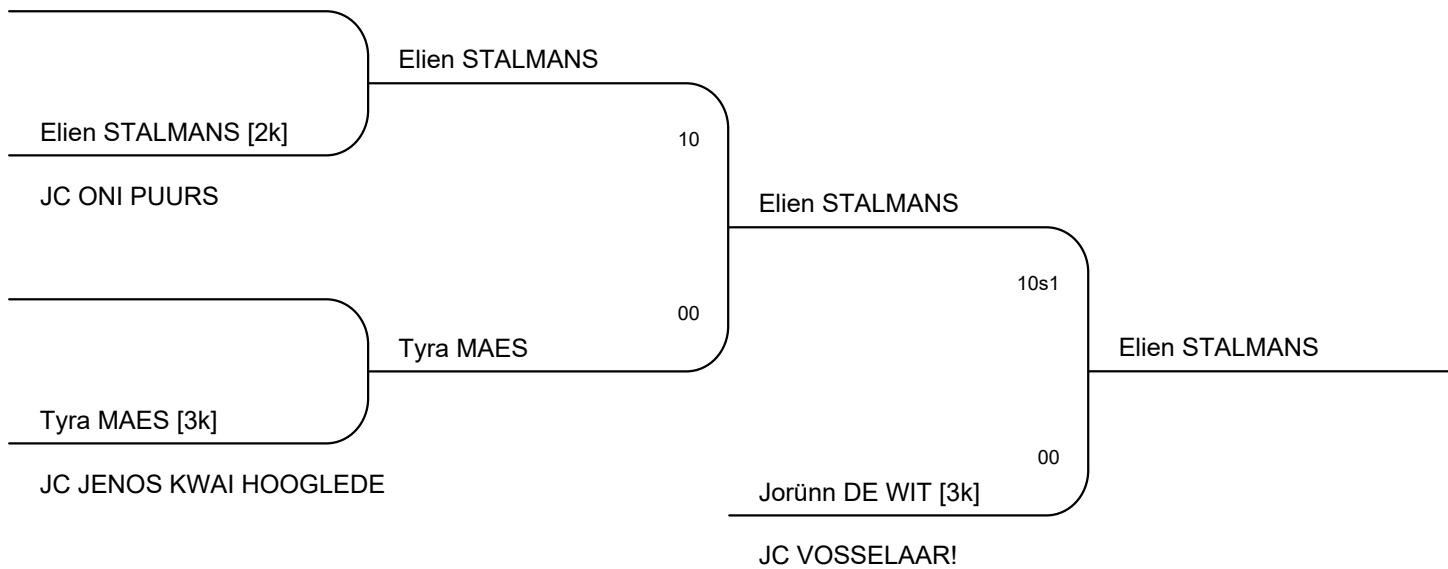 Elien STALMANS
Elien STALMANS [2k]
10
JC ONI PUURS
Elien STALMANS
10s1
00
Tyra MAES
Elien STALMANS
Tyra MAES [3k]
00
JC JENOS KWAI HOOGLEDE
Jorünn DE WIT [3k]
JC VOSSELAAR!